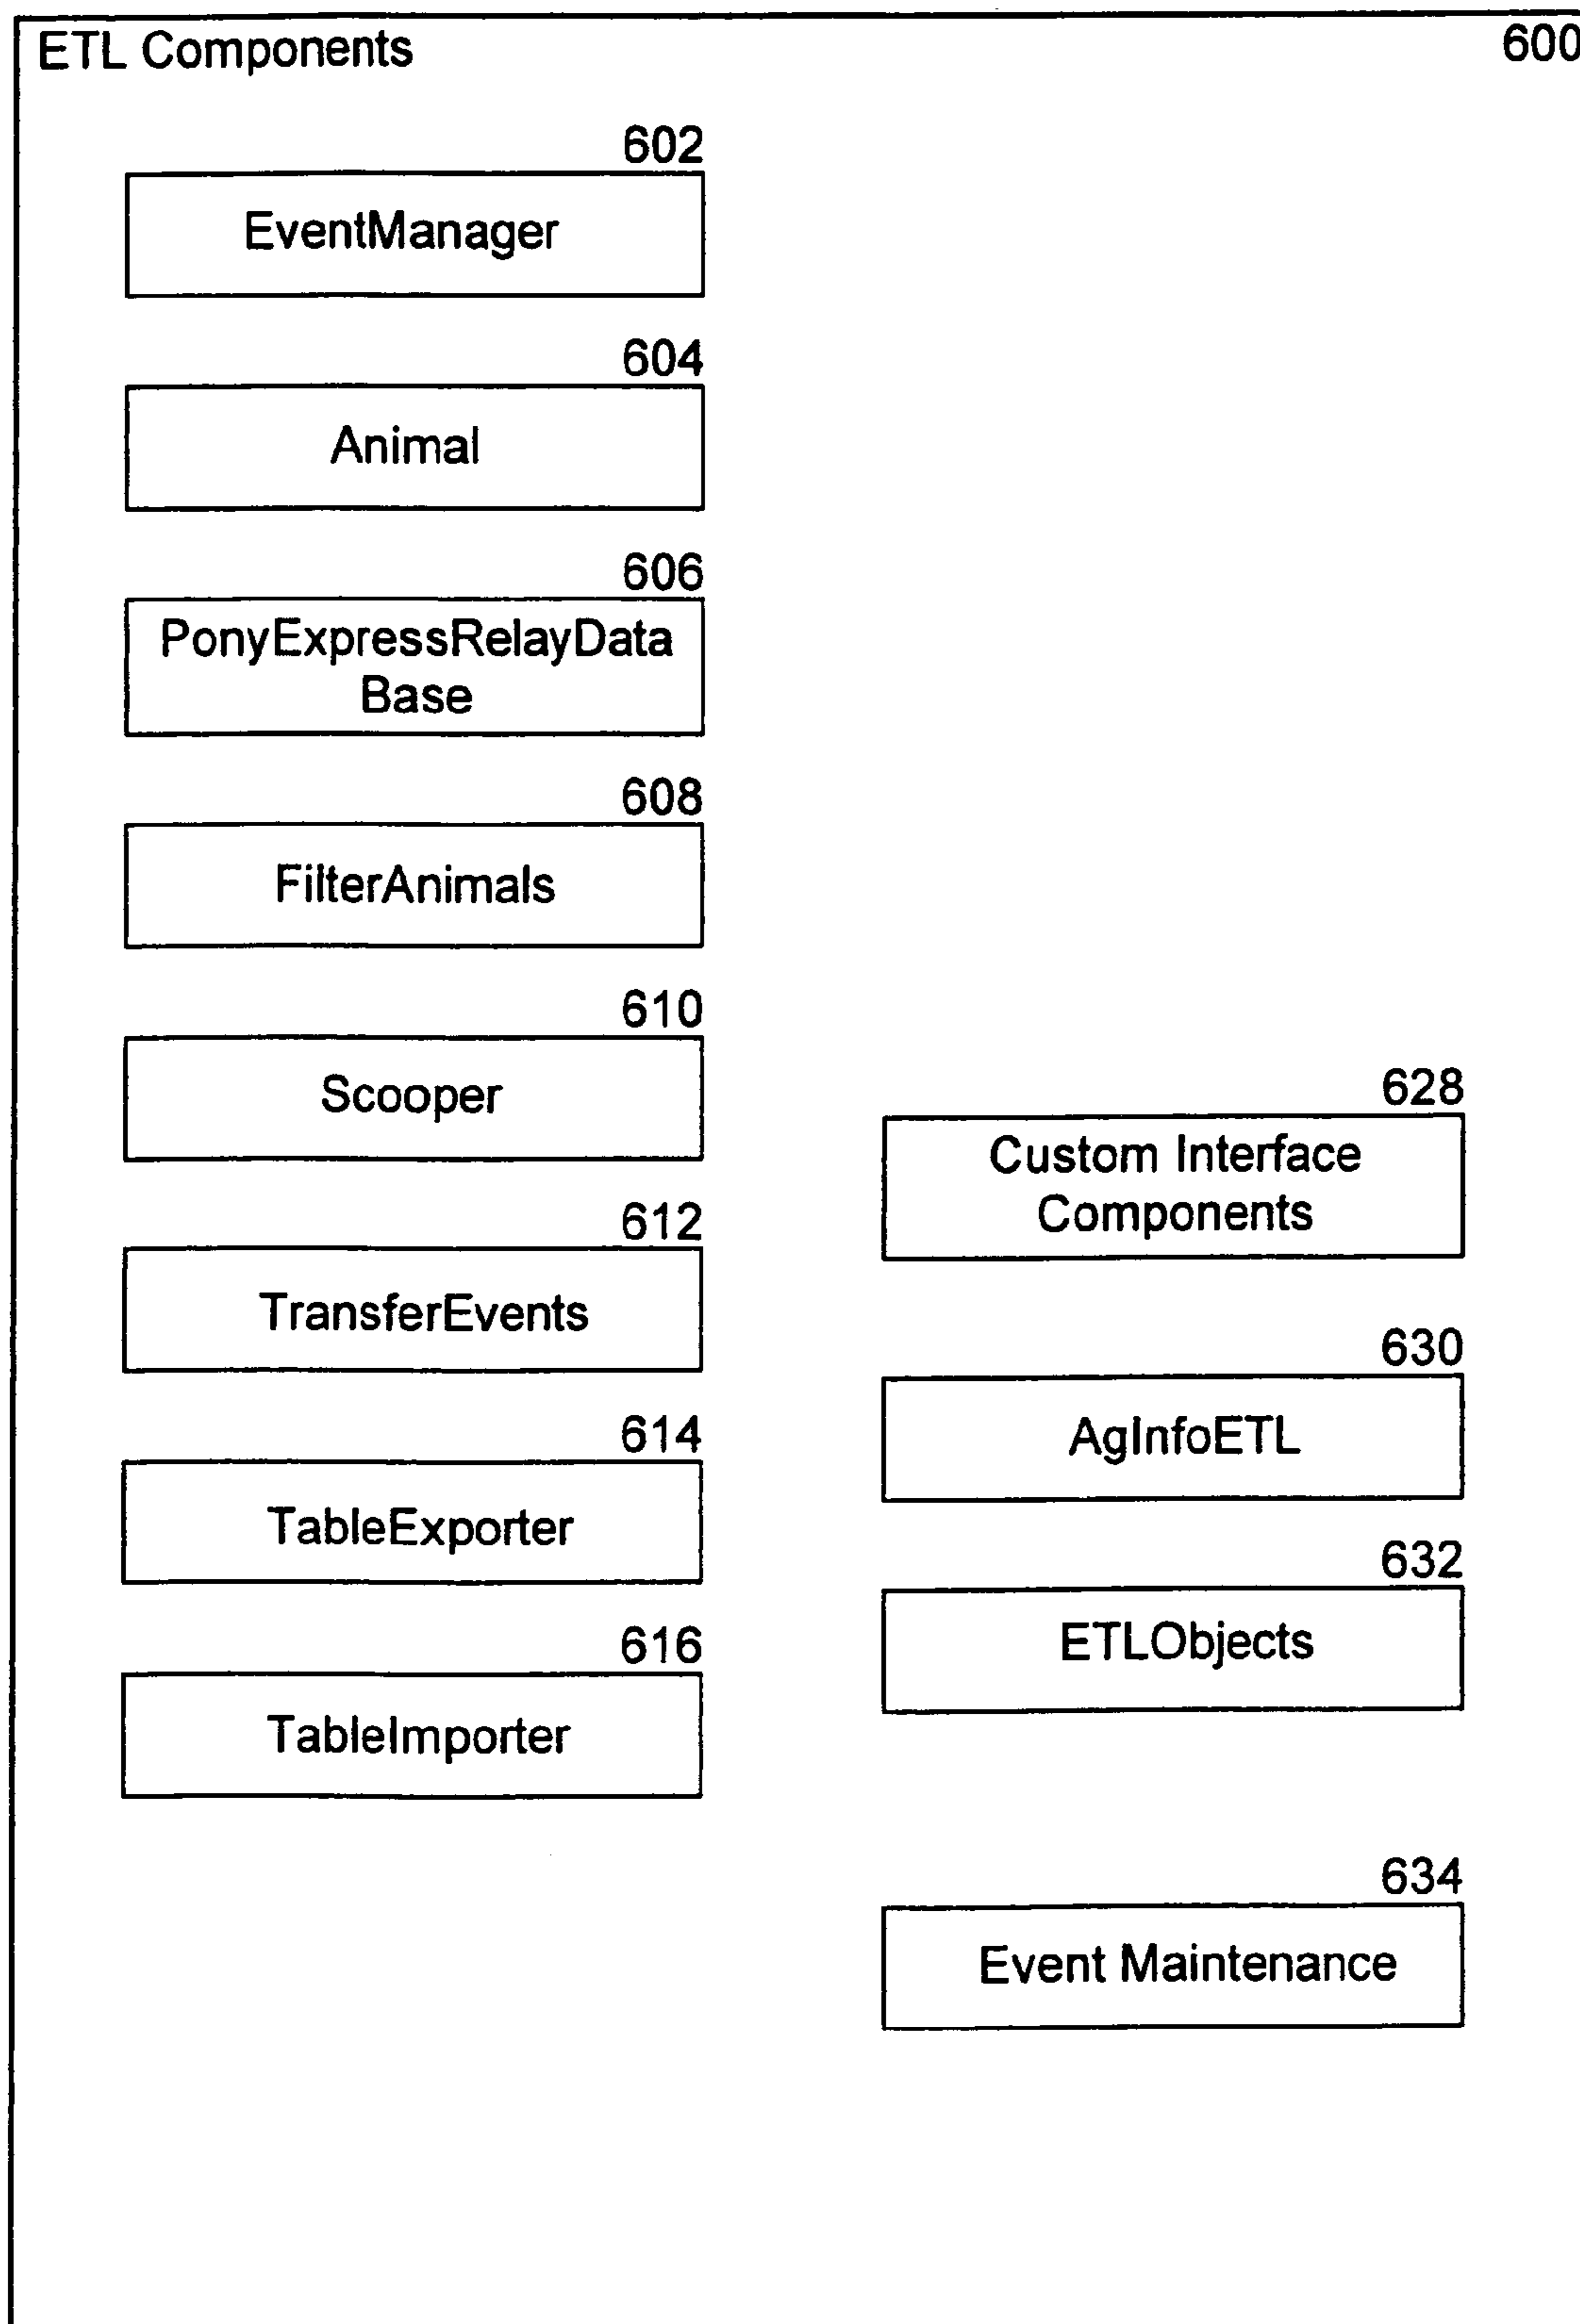 ETL Components
600
602
EventManager
604
Animal
606
PonyExpressRelayData
Base
608
FilterAnimals
610
Scooper
612
TransferEvents
614
TableExporter
616
TableImporter
628
Custom Interface
Components
630
AgInfoETL
632
ETLObjects
634
Event Maintenance